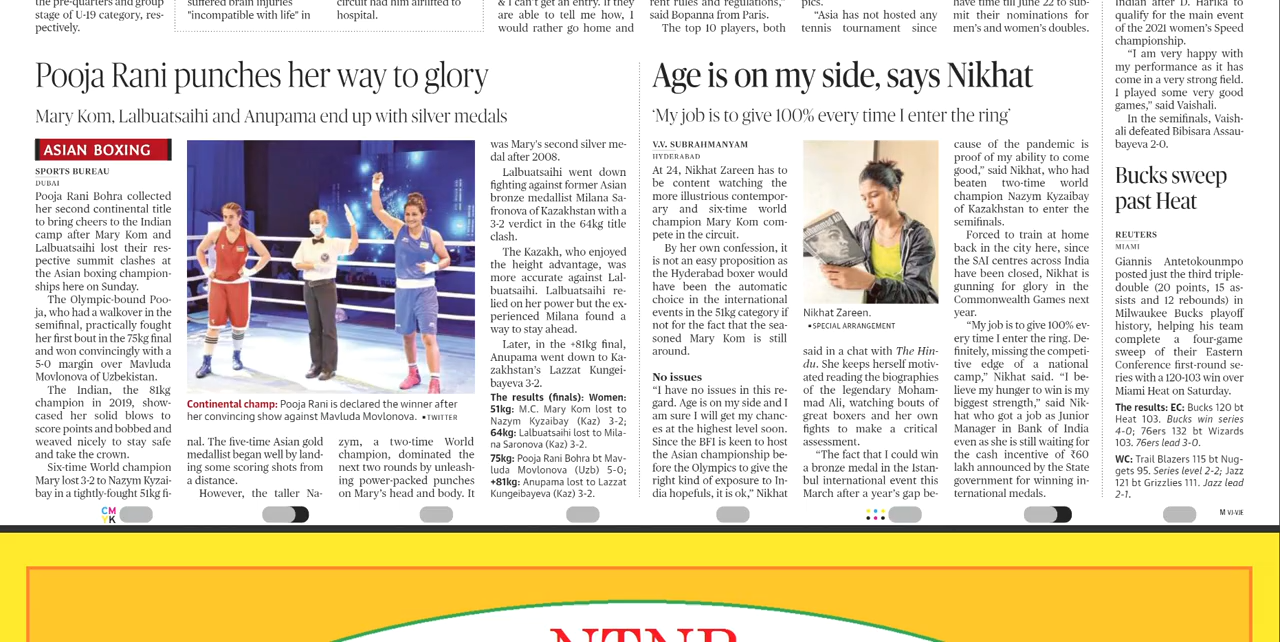 the pre-quarters and group
stage of U-19 category, res-
pectively.
suffered brain injuries
"incompatible with life" in
circuit had him airlifted to
hospital.
& I can't get an entry. If they
are able to tell me how, I
would rather go home and
rent rules and regulations,"
said Bopanna from Paris.
The top 10 players, both
pics.
"Asia has not hosted any
tennis tournament since
have time till June 22 to sub-
mit their nominations for
men's and women's doubles.
Indian after D. Harika to
qualify for the main event
of the 2021 women's Speed
championship.
"I am very happy with
my performance as it has
come in a very strong field.
I played some very good
games," said Vaishali.
In the semifinals, Vaish-
ali defeated Bibisara Assau-
bayeva 2-0.
Pooja Rani punches her way to glory
Mary Kom, Lalbuatsaihi and Anupama end up with silver medals
ASIAN BOXING
SPORTS BUREAU
DUBAI
Pooja Rani Bohra collected
her second continental title
to bring cheers to the Indian
camp after Mary Kom and
Lalbuatsaihi lost their res-
pective summit clashes at
the Asian boxing champion-
ships here on Sunday.
The Olympic-bound Poo-
ja, who had a walkover in the
semifinal, practically fought
her first bout in the 75kg final
and won convincingly with a
5-0 margin over Mavluda
Movlonova of Uzbekistan.
The Indian, the 81kg
champion in 2019, show-
cased her solid blows to
score points and bobbed and
weaved nicely to stay safe
and take the crown.
Six-time World champion
Mary lost 3-2 to Nazym Kyzai-
bay in a tightly-fought 51kg fi-
Continental champ: Pooja Rani is declared the winner after
her convincing show against Mavluda Movlonova. • TWITTER
nal. The five-time Asian gold
medallist began well by land-
ing some scoring shots from
a distance.
However, the taller Na-
zym, a two-time World
champion, dominated the
next two rounds by unleash-
ing power-packed punches
on Mary's head and body. It
was Mary's second silver me-
dal after 2008.
Lalbuatsaihi went down
fighting against former Asian
bronze medallist Milana Sa-
fronova of Kazakhstan with a
3-2 verdict in the 64kg title
clash.
The Kazakh, who enjoyed
the height advantage, was
more accurate against Lal-
buatsaihi. Lalbuatsaihi re-
lied on her power but the ex-
perienced Milana found a
way to stay ahead.
Later, in the +81kg final,
Anupama went down to Ka-
zakhstan's Lazzat Kungei-
bayeva 3-2.
The results (finals): Women:
51kg: M.C. Mary Kom lost to
Nazym Kyzaibay (Kaz) 3-2;
64kg: Lalbuatsaihi lost to Mila-
na Saronova (Kaz) 3-2.
75kg: Pooja Rani Bohra bt Mav-
luda Movlonova (Uzb) 5-0;
+81kg: Anupama lost to Lazzat
Kungeibayeva (Kaz) 3-2.
Age is on my side, says Nikhat
'My job is to give 100% every time I enter the ring'
V.V. SUBRAHMANYAM
HYDERABAD
At 24, Nikhat Zareen has to
be content watching the
more illustrious contempor-
ary and six-time world
champion Mary Kom com-
pete in the circuit.
By her own confession, it
is not an easy proposition as
the Hyderabad boxer would
have been the automatic
choice in the international
events in the 51kg category if
not for the fact that the sea-
soned Mary Kom is still
around.
No issues
"I have no issues in this re-
gard. Age is on my side and I
am sure I will get my chanc-
es at the highest level soon.
Since the BFI is keen to host
the Asian championship be-
fore the Olympics to give the
right kind of exposure to In-
dia hopefuls, it is ok," Nikhat
Nikhat Zareen.
• SPECIAL ARRANGEMENT
said in a chat with The Hin-
du. She keeps herself motiv-
ated reading the biographies
of the legendary Moham-
mad Ali, watching bouts of
great boxers and her own
fights to make a critical
assessment.
"The fact that I could win
a bronze medal in the Istan-
bul international event this
March after a year's gap be-
cause of the pandemic is
proof of my ability to come
good," said Nikhat, who had
beaten two-time world
champion Nazym Kyzaibay
of Kazakhstan to enter the
semifinals.
Forced to train at home
back in the city here, since
the SAI centres across India
have been closed, Nikhat is
gunning for glory in the
Commonwealth Games next
year.
"My job is to give 100% ev-
ery time I enter the ring. De-
finitely, missing the competi-
tive edge of a national
camp," Nikhat said. "I be-
lieve my hunger to win is my
biggest strength," said Nik-
hat who got a job as Junior
Manager in Bank of India
even as she is still waiting for
the cash incentive of ₹60
lakh announced by the State
government for winning in-
ternational medals.
Bucks sweep
past Heat
REUTERS
MIAMI
Giannis Antetokounmpo
posted just the third triple-
double (20 points, 15 as-
sists and 12 rebounds) in
Milwaukee Bucks playoff
history, helping his team
complete a four-game
sweep of their Eastern
Conference first-round se-
ries with a 120-103 win over
Miami Heat on Saturday.
The results: EC: Bucks 120 bt
Heat 103. Bucks win series
4-0; 76ers 132 bt Wizards
103. 76ers lead 3-0.
WC: Trail Blazers 115 bt Nug-
gets 95. Series level 2-2; Jazz
121 bt Grizzlies 111. Jazz lead
2-1.
CM
YK
M VJ-VJE